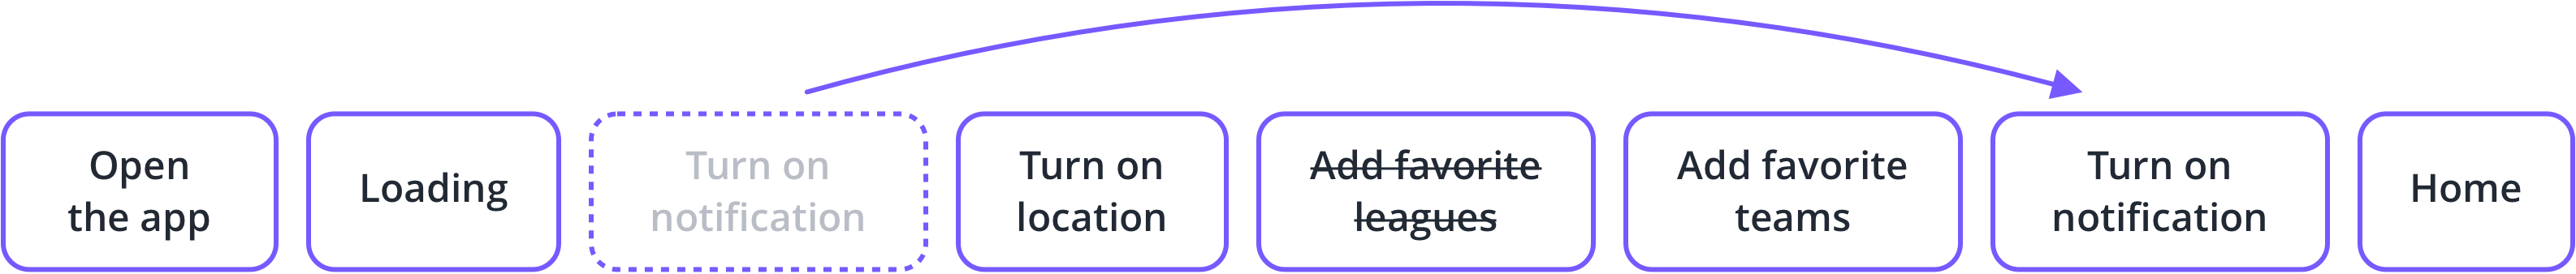 Open
the app
Loading
Turn on
notification
Turn on
location
Add favorite
leagues
Add favorite
teams
Turn on
notification
Home